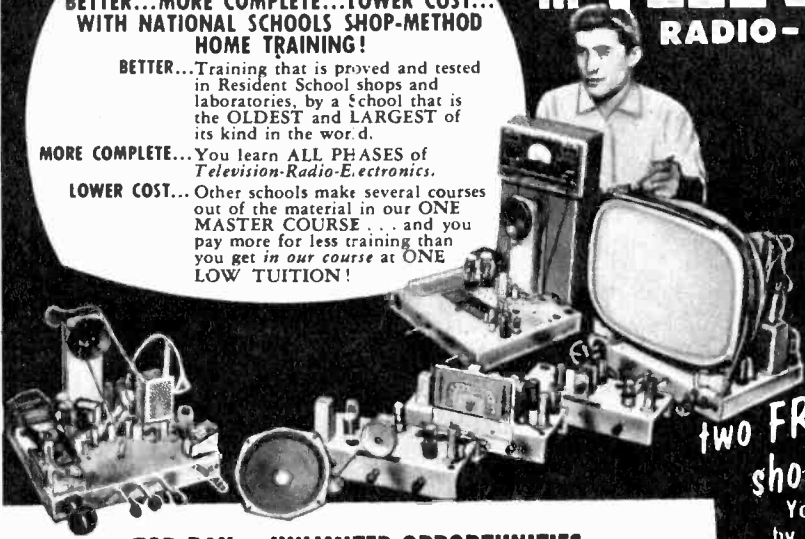 BETTER...MORE COMPLETE...LOWER COST...
WITH NATIONAL SCHOOLS SHOP-METHOD
HOME TRAINING!
BETTER...Training that is proved and tested
in Resident School shops and
laboratories, by a School that is
the OLDEST and LARGEST of
its kind in the world.
MORE COMPLETE...You learn ALL PHASES of
Television-Radio-Electronics.
LOWER COST...Other schools make several courses
out of the material in our ONE
MASTER COURSE . . . and you
pay more for less training than
you get in our course at ONE
LOW TUITION!
RADIO-
two FR
sho
Yo
by
UNLIMITED OPPORTUNITIES